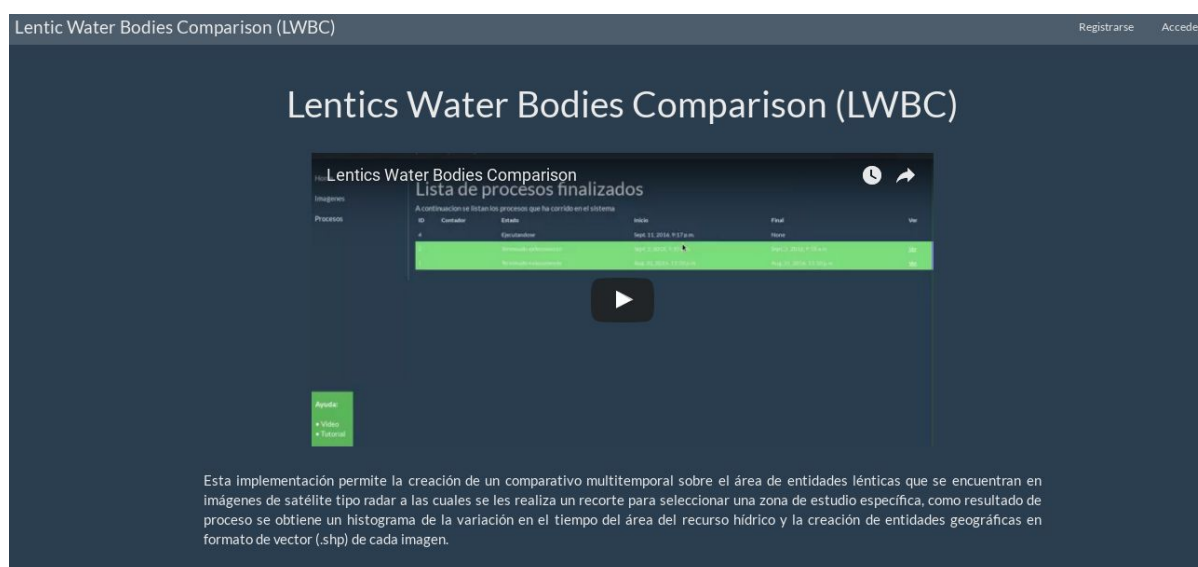 Lentic Water Bodies Comparison (LWBC)
Registrarse Accede
Lentics Water Bodies Comparison (LWBC)
Lentics Water Bodies Comparison
Lista de procesos finalizados
Imagenes
A continuacion se listan los procesos que ha corrido en el sistema
Procesos
ID Contador Estado Inicio Final Ver
4 Ejecutandose Sept. 11, 2016, 9:17 p.m. None
Ayuda:
• Video
• Tutorial
Esta implementación permite la creación de un comparativo multitemporal sobre el área de entidades lénticas que se encuentran en
imágenes de satélite tipo radar a las cuales se les realiza un recorte para seleccionar una zona de estudio específica, como resultado de
proceso se obtiene un histograma de la variación en el tiempo del área del recurso hídrico y la creación de entidades geográficas en
formato de vector (.shp) de cada imagen.